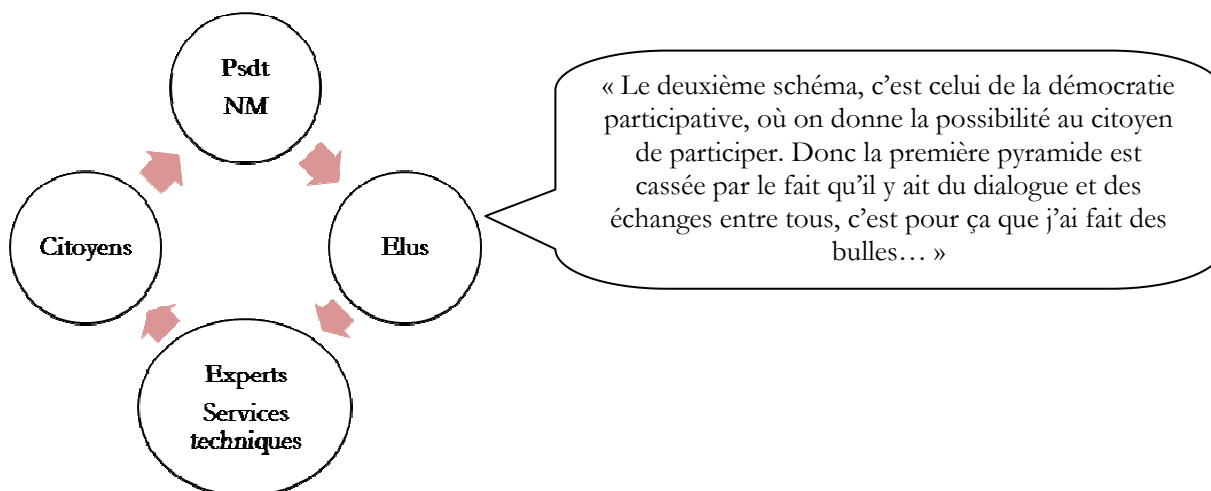 Psdt
NM
« Le deuxième schéma, c’est celui de la démocratie
participative, où on donne la possibilité au citoyen
de participer. Donc la première pyramide est
cassée par le fait qu’il y ait du dialogue et des
échanges entre tous, c’est pour ça que j’ai fait des
bulles… »
Citoyens
Elus
Experts
Services
techniques